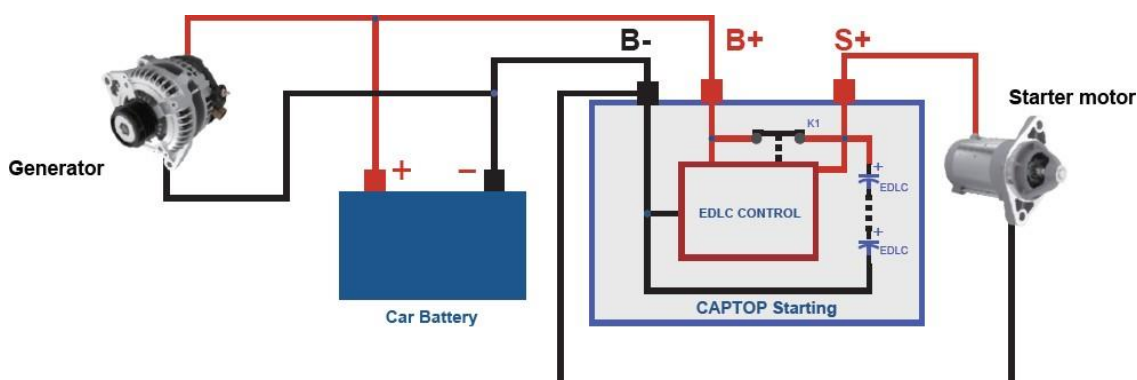 B-
B+
S+
Starter motor
K1
Generator
+
−
+
EDLC
EDLC CONTROL
+
EDLC
CAPTOP Starting
Car Battery